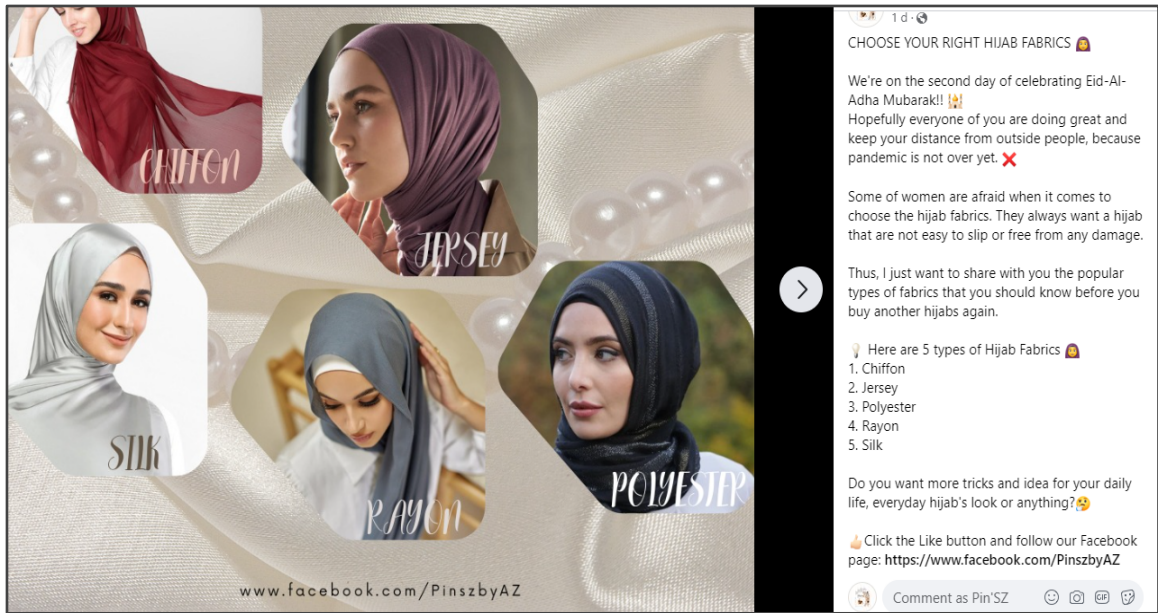 CHIFFON
JERSEY
SILK
RAYON
POLYESTER
www.facebook.com/PinszbyAZ
1 d ·
CHOOSE YOUR RIGHT HIJAB FABRICS 🧕
We're on the second day of celebrating Eid-Al-
Adha Mubarak!! 🕌
Hopefully everyone of you are doing great and
keep your distance from outside people, because
pandemic is not over yet. ❌
Some of women are afraid when it comes to
choose the hijab fabrics. They always want a hijab
that are not easy to slip or free from any damage.
Thus, I just want to share with you the popular
types of fabrics that you should know before you
buy another hijabs again.
💡 Here are 5 types of Hijab Fabrics 🧕
1. Chiffon
2. Jersey
3. Polyester
4. Rayon
5. Silk
Do you want more tricks and idea for your daily
life, everyday hijab's look or anything?🤔
👍🏻Click the Like button and follow our Facebook
page: https://www.facebook.com/PinszbyAZ
Comment as Pin'SZ
GIF